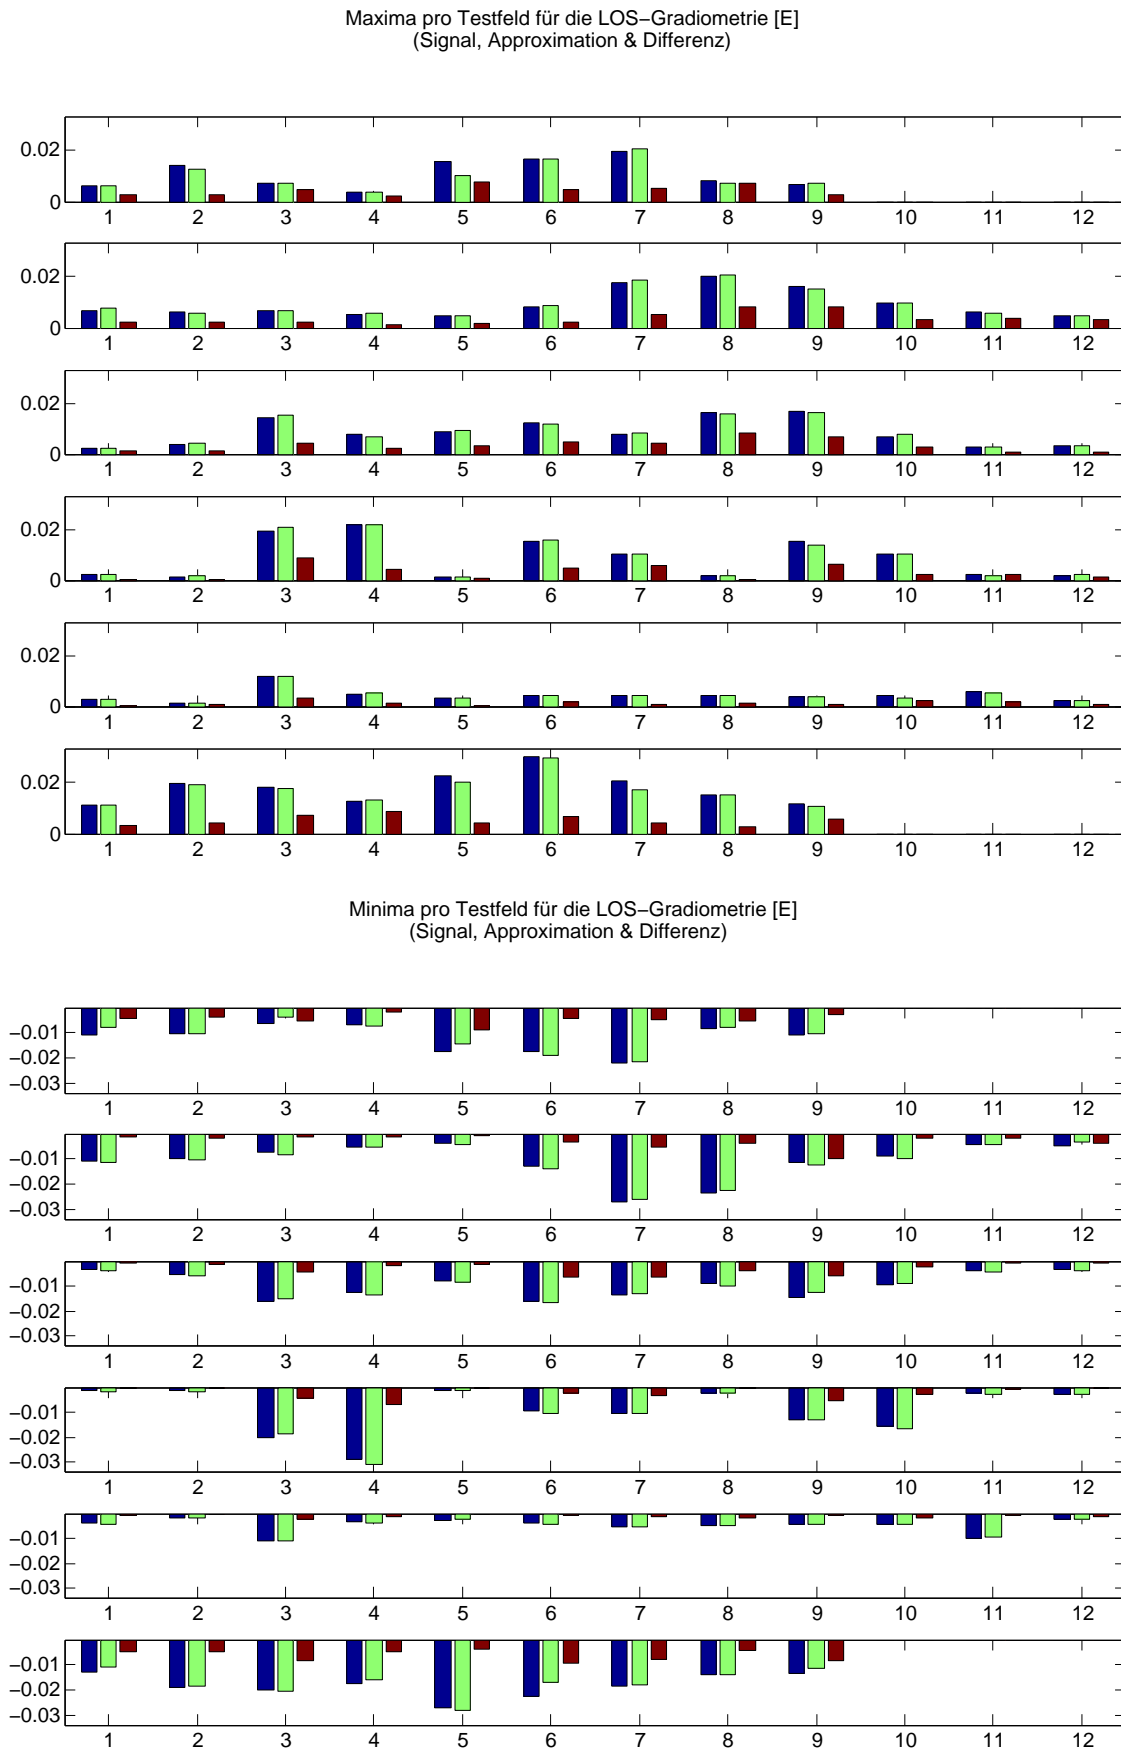 Maxima pro Testfeld für die LOS−Gradiometrie [E]
(Signal, Approximation & Differenz)
0.02
0
1 2 3 4 5 6 7 8 9 10 11 12
0.02
0
1 2 3 4 5 6 7 8 9 10 11 12
0.02
0
1 2 3 4 5 6 7 8 9 10 11 12
0.02
0
1 2 3 4 5 6 7 8 9 10 11 12
0.02
0
1 2 3 4 5 6 7 8 9 10 11 12
0.02
0
1 2 3 4 5 6 7 8 9 10 11 12
Minima pro Testfeld für die LOS−Gradiometrie [E]
(Signal, Approximation & Differenz)
−0.01
−0.02
−0.03
1 2 3 4 5 6 7 8 9 10 11 12
−0.01
−0.02
−0.03
1 2 3 4 5 6 7 8 9 10 11 12
−0.01
−0.02
−0.03
1 2 3 4 5 6 7 8 9 10 11 12
−0.01
−0.02
−0.03
1 2 3 4 5 6 7 8 9 10 11 12
−0.01
−0.02
−0.03
1 2 3 4 5 6 7 8 9 10 11 12
−0.01
−0.02
−0.03
1 2 3 4 5 6 7 8 9 10 11 12